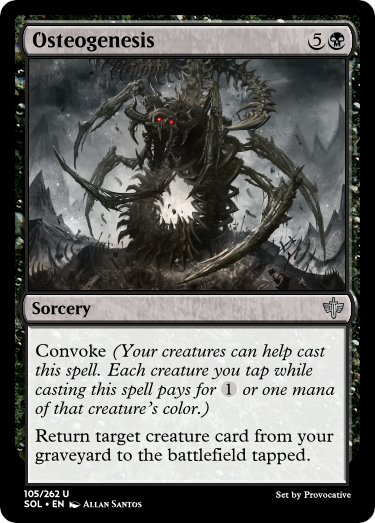 Osteogenesis 5
Sorcery
Convoke (Your creatures can help cast
this spell. Each creature you tap while
casting this spell pays for 1 or one mana
of that creature's color.)
Return target creature card from your
graveyard to the battlefield tapped.
105/262 U
SOL • EN Allan Santos
Set by Provocative